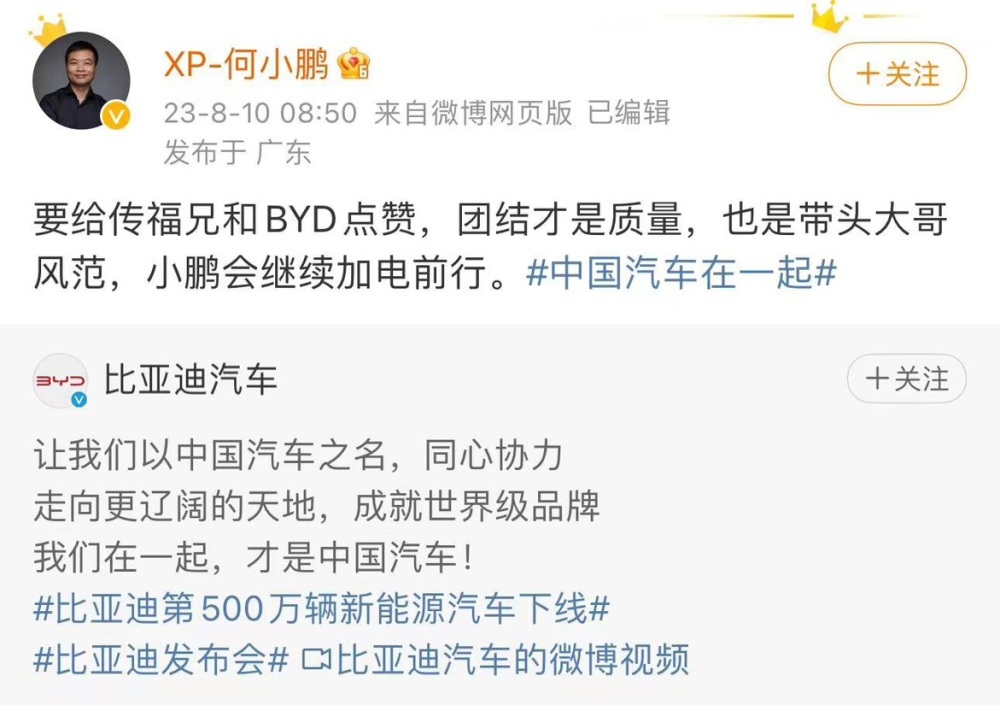 XP-何小鹏
+关注
23-8-10 08:50 来自微博网页版 已编辑
发布于 广东
要给传福兄和BYD点赞，团结才是质量，也是带头大哥
风范，小鹏会继续加电前行。#中国汽车在一起#
BYD
比亚迪汽车
+关注
让我们以中国汽车之名，同心协力
走向更辽阔的天地，成就世界级品牌
我们在一起，才是中国汽车！
#比亚迪第500万辆新能源汽车下线#
#比亚迪发布会# 比亚迪汽车的微博视频